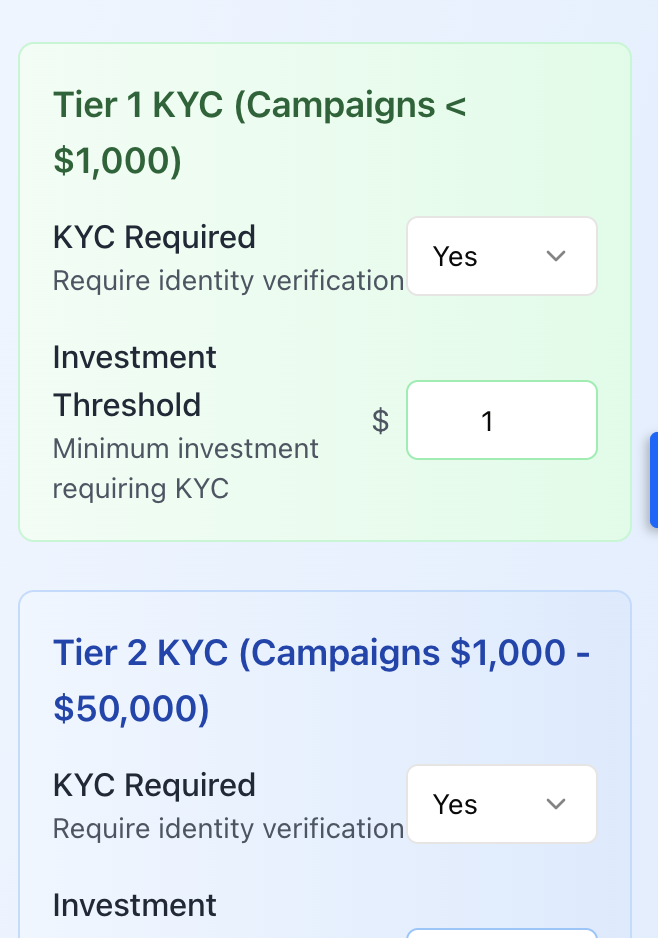 Tier 1 KYC (Campaigns <
$1,000)
KYC Required
Require identity verification
Yes
Investment
Threshold
Minimum investment
requiring KYC
$
1
Tier 2 KYC (Campaigns $1,000 -
$50,000)
KYC Required
Require identity verification
Yes
Investment